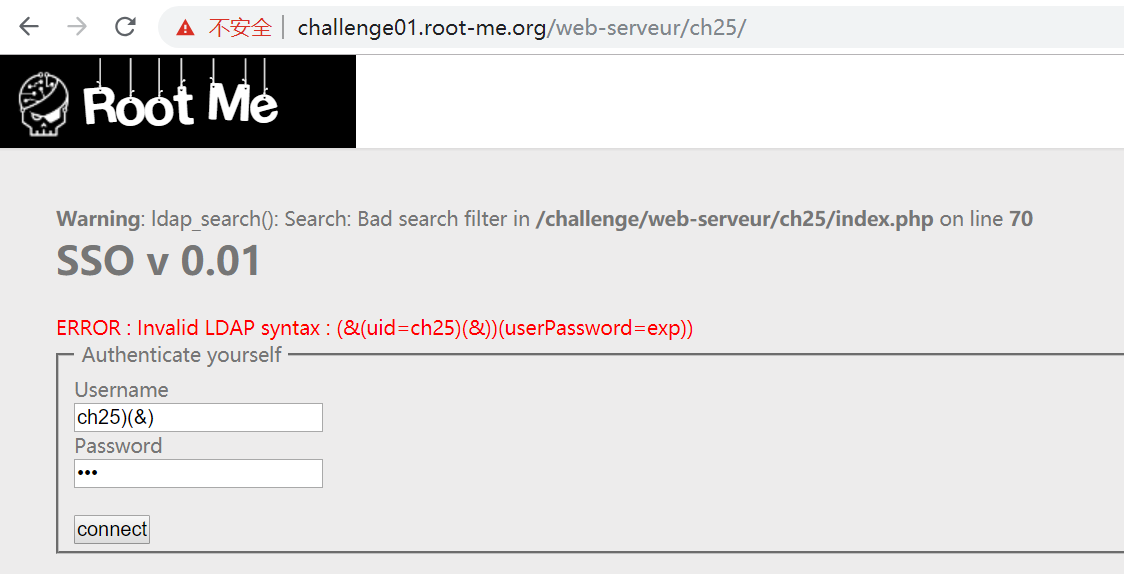 不安全 challenge01.root-me.org/web-serveur/ch25/
Root Me
Warning: ldap_search(): Search: Bad search filter in /challenge/web-serveur/ch25/index.php on line 70
SSO v 0.01
ERROR : Invalid LDAP syntax : (&(uid=ch25)(&))(userPassword=exp))
Authenticate yourself
Username
ch25)(&)
Password
•••
connect